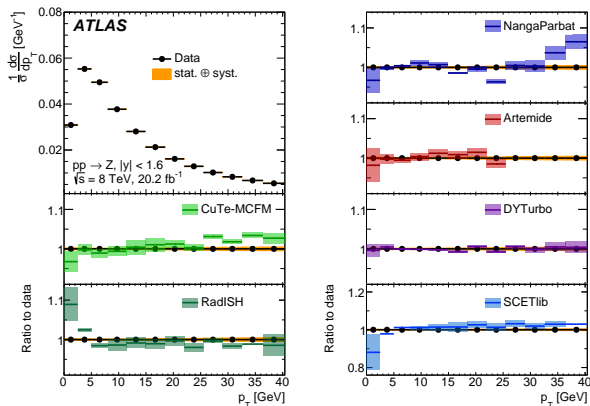 ATLAS
1/σ dσ/dp_T [GeV⁻¹]
0.08
0.06
0.04
0.02
Data
stat. ⊕ syst.
pp → Z, |y| < 1.6
√s = 8 TeV, 20.2 fb⁻¹
1.1
1
CuTe-MCFM
1.1
1
RadISH
Ratio to data
0 5 10 15 20 25 30 35 40
p_T [GeV]
1.1
1
NangaParbat
1.1
1
Artemide
1.1
1
DYTurbo
1.2
1
0.8
SCETlib
Ratio to data
0 5 10 15 20 25 30 35 40
p_T [GeV]